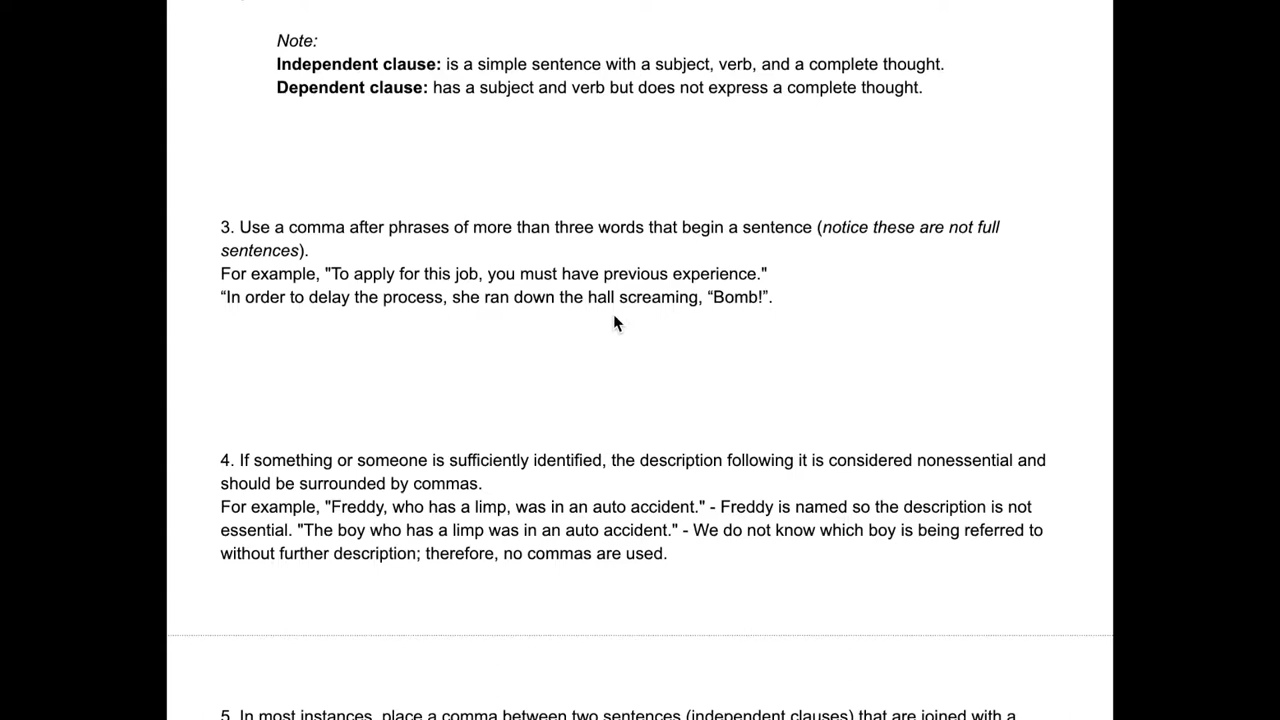 Note:
Independent clause: is a simple sentence with a subject, verb, and a complete thought.
Dependent clause: has a subject and verb but does not express a complete thought.
3. Use a comma after phrases of more than three words that begin a sentence (notice these are not full
sentences).
For example, "To apply for this job, you must have previous experience."
“In order to delay the process, she ran down the hall screaming, “Bomb!”.
4. If something or someone is sufficiently identified, the description following it is considered nonessential and
should be surrounded by commas.
For example, "Freddy, who has a limp, was in an auto accident." - Freddy is named so the description is not
essential. "The boy who has a limp was in an auto accident." - We do not know which boy is being referred to
without further description; therefore, no commas are used.
5. In most instances, place a comma between two sentences (independent clauses) that are joined with a